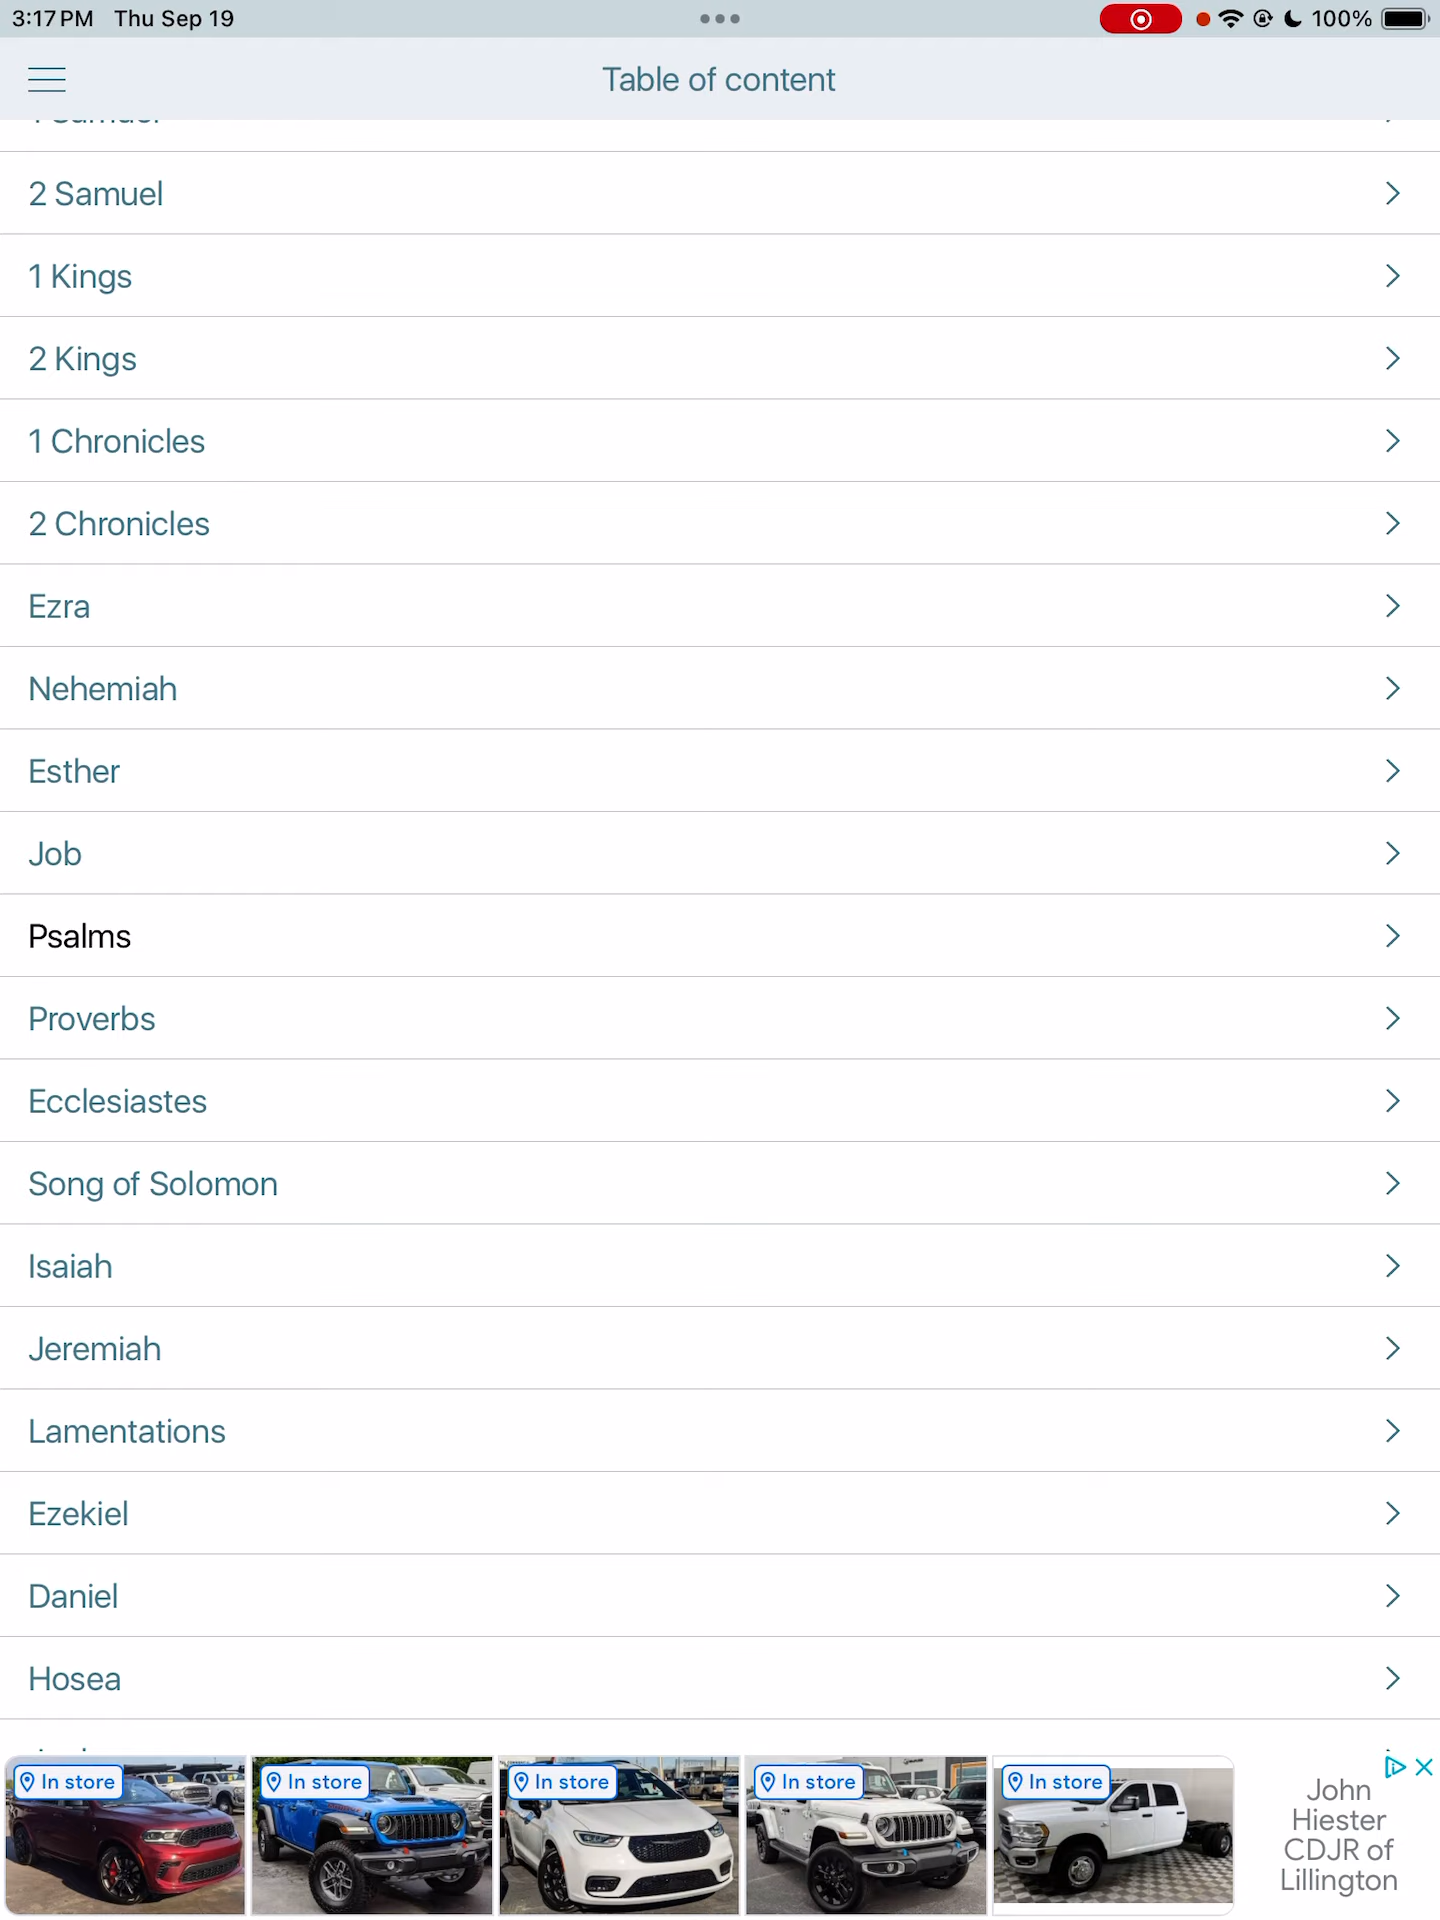 3:17 PM Thu Sep 19
100%
Table of content
1 Samuel
2 Samuel
1 Kings
2 Kings
1 Chronicles
2 Chronicles
Ezra
Nehemiah
Esther
Job
Psalms
Proverbs
Ecclesiastes
Song of Solomon
Isaiah
Jeremiah
Lamentations
Ezekiel
Daniel
Hosea
In store
In store
In store
In store
In store
John
Hiester
CDJR of
Lillington